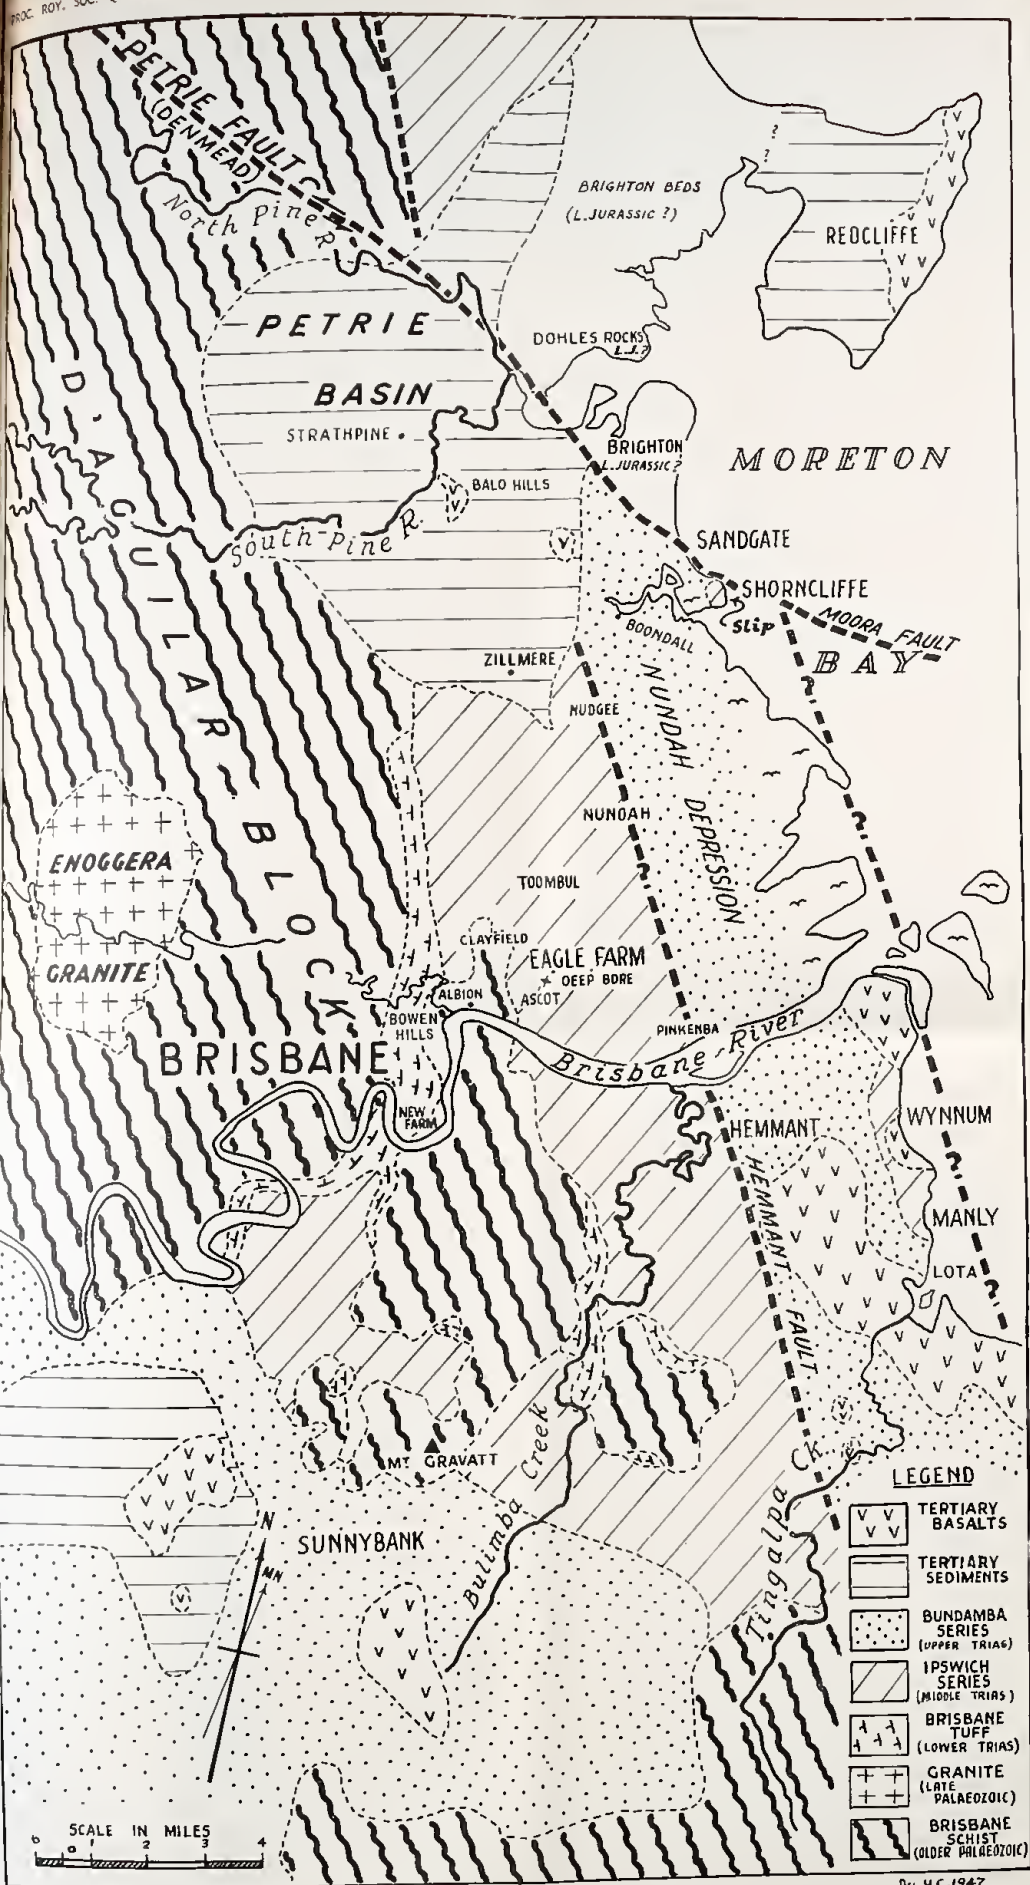 PROC. ROY. SOC.
PETRIE FAULT
(DENMEAD)
North Pine R.
BRIGHTON BEDS
(L. JURASSIC ?)
?
?
REDCLIFFE
PETRIE
BASIN
STRATHPINE
DOHLES ROCKS
L.J.?
BRIGHTON
L. JURASSIC ?
MORETON
BALD HILLS
South Pine R.
SANDGATE
SHORNCLIFFE
Slip
MOORA FAULT
BAY
BOONDALL
ZILLMERE
NUDGEE
NUNDAH DEPRESSION
D'AGUILAR BLOCK
NUNDAH
ENOGGERA
GRANITE
TOOMBUL
CLAYFIELD
EAGLE FARM
DEEP BORE
ALBION
ASCOT
BOWEN
HILLS
PINKENBA
BRISBANE
Brisbane River
NEW
FARM
HEMMANT
WYNNUM
HEMMANT FAULT
MANLY
LOTA
MT. GRAVATT
Bulimba Creek
Tingalpa CK.
SUNNYBANK
N
MN
LEGEND
TERTIARY
BASALTS
TERTIARY
SEDIMENTS
BUNDAMBA
SERIES
(UPPER TRIAS)
IPSWICH
SERIES
(MIDDLE TRIAS)
BRISBANE
TUFF
(LOWER TRIAS)
GRANITE
(LATE
PALAEOZOIC)
BRISBANE
SCHIST
(OLDER PALAEOZOIC)
SCALE IN MILES
0 1 2 3 4
H.C. 1947